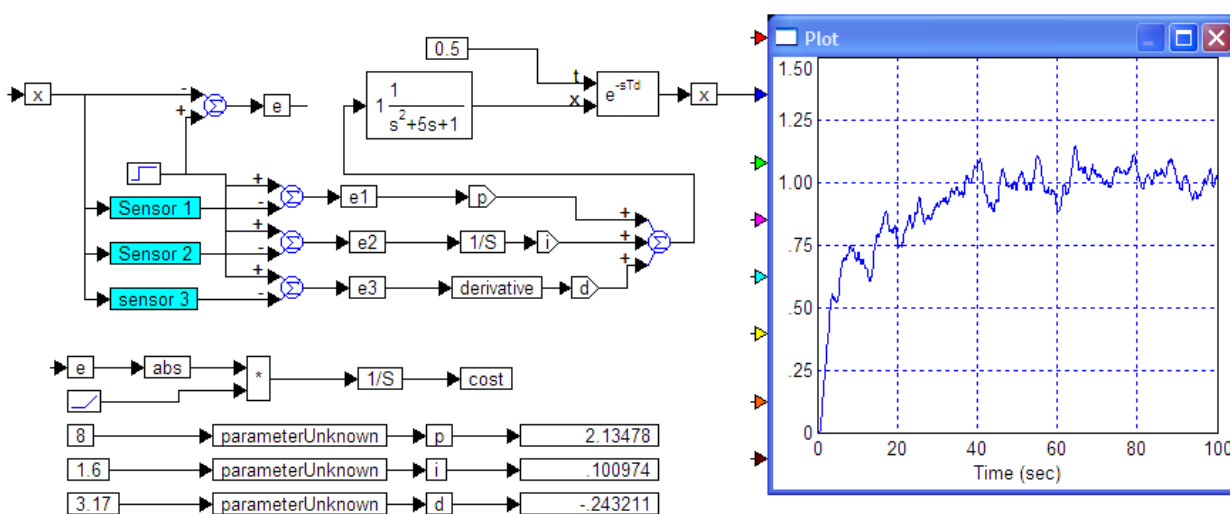 Plot
0.5
x
-
+
Σ
e
1
1
s²+5s+1
t
x
e^-sTd
x
Sensor 1
+
-
Σ
e1
p
Sensor 2
+
-
Σ
e2
1/S
i
+
+
+
Σ
sensor 3
+
-
Σ
e3
derivative
d
e
abs
*
1/S
cost
8
parameterUnknown
p
2.13478
1.6
parameterUnknown
i
.100974
3.17
parameterUnknown
d
-.243211
1.50
1.25
1.00
.75
.50
.25
0
0
20
40
60
80
100
Time (sec)